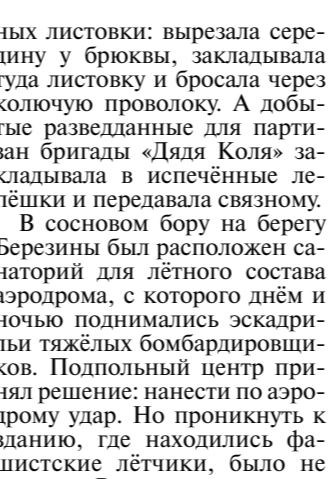 ных листовки: вырезала сере-
дину у брюквы, закладывала
туда листовку и бросала через
колючую проволоку. А добы-
тые разведданные для парти-
зан бригады «Дядя Коля» за-
кладывала в испечённые ле-
пёшки и передавала связному.
В сосновом бору на берегу
Березины был расположен са-
наторий для лётного состава
аэродрома, с которого днём и
ночью поднимались эскадри-
льи тяжёлых бомбардировщи-
ков. Подпольный центр при-
нял решение: нанести по аэро-
дрому удар. Но проникнуть к
зданию, где находились фа-
шистские лётчики, было не